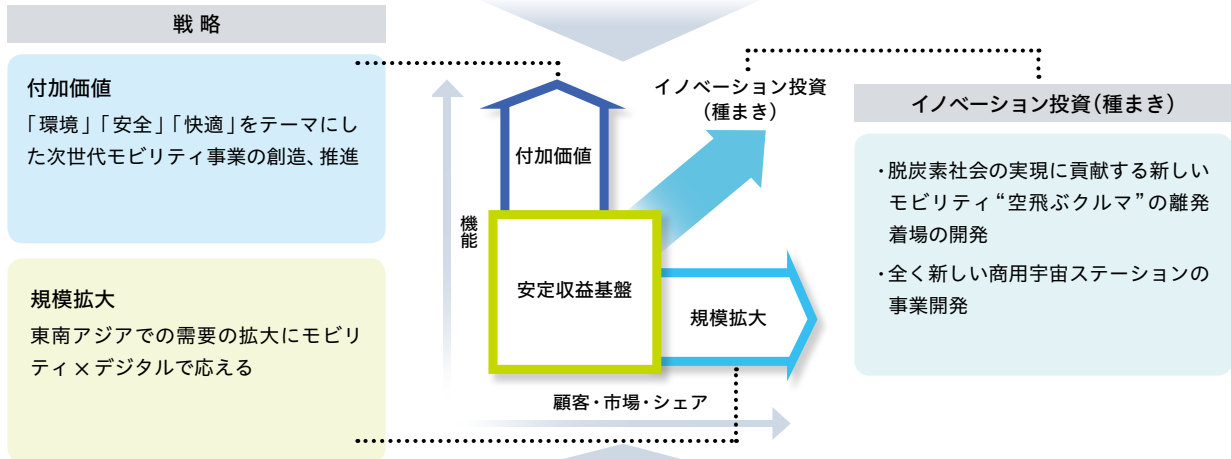 戦略
付加価値
「環境」「安全」「快適」をテーマにし
た次世代モビリティ事業の創造、推進
規模拡大
東南アジアでの需要の拡大にモビリ
ティ×デジタルで応える
機能
付加価値
安定収益基盤
規模拡大
顧客・市場・シェア
イノベーション投資
(種まき)
イノベーション投資(種まき)
・脱炭素社会の実現に貢献する新しい
モビリティ“空飛ぶクルマ”の離発
着場の開発
・全く新しい商用宇宙ステーションの
事業開発